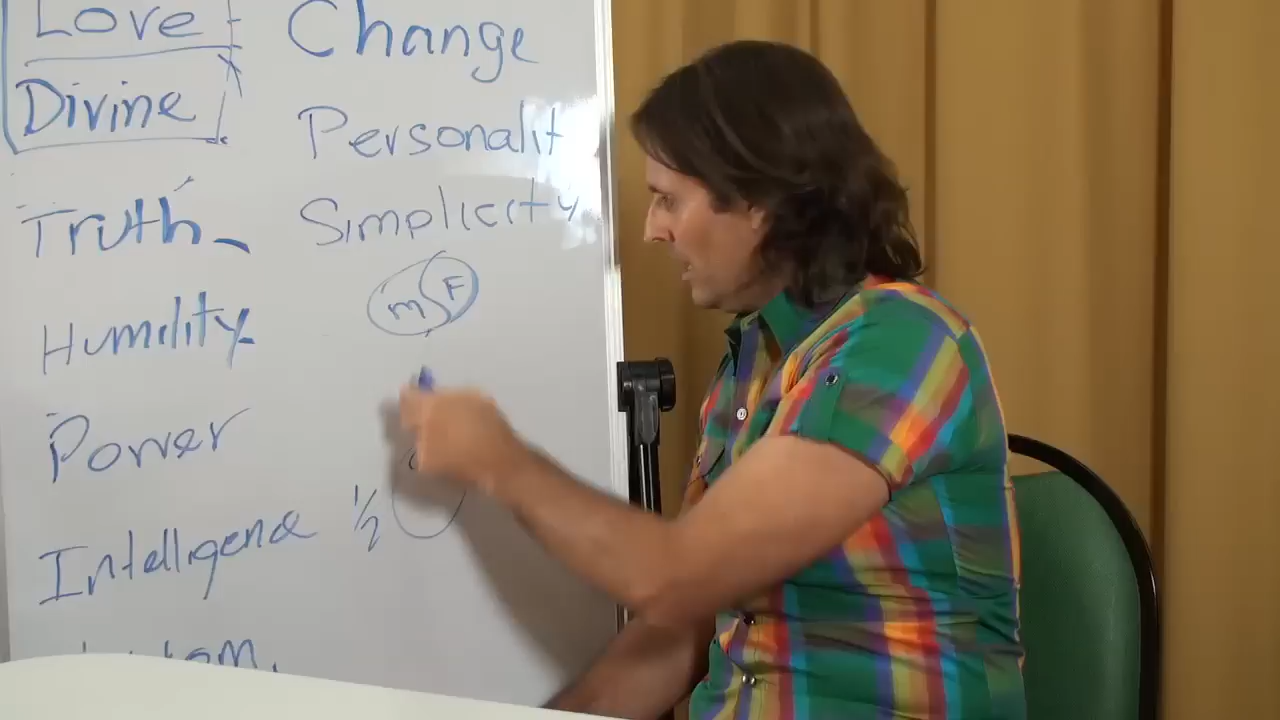 Love
Divine
Truth
Humility
Power
Intelligence
Change
Personalit
Simplicity
m F
1/2